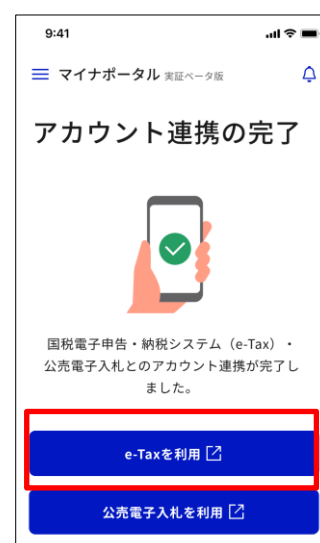 9:41
マイナポータル 実証ベータ版
アカウント連携の完了
国税電子申告・納税システム（e-Tax）・
公売電子入札とのアカウント連携が完了し
ました。
e-Taxを利用
公売電子入札を利用